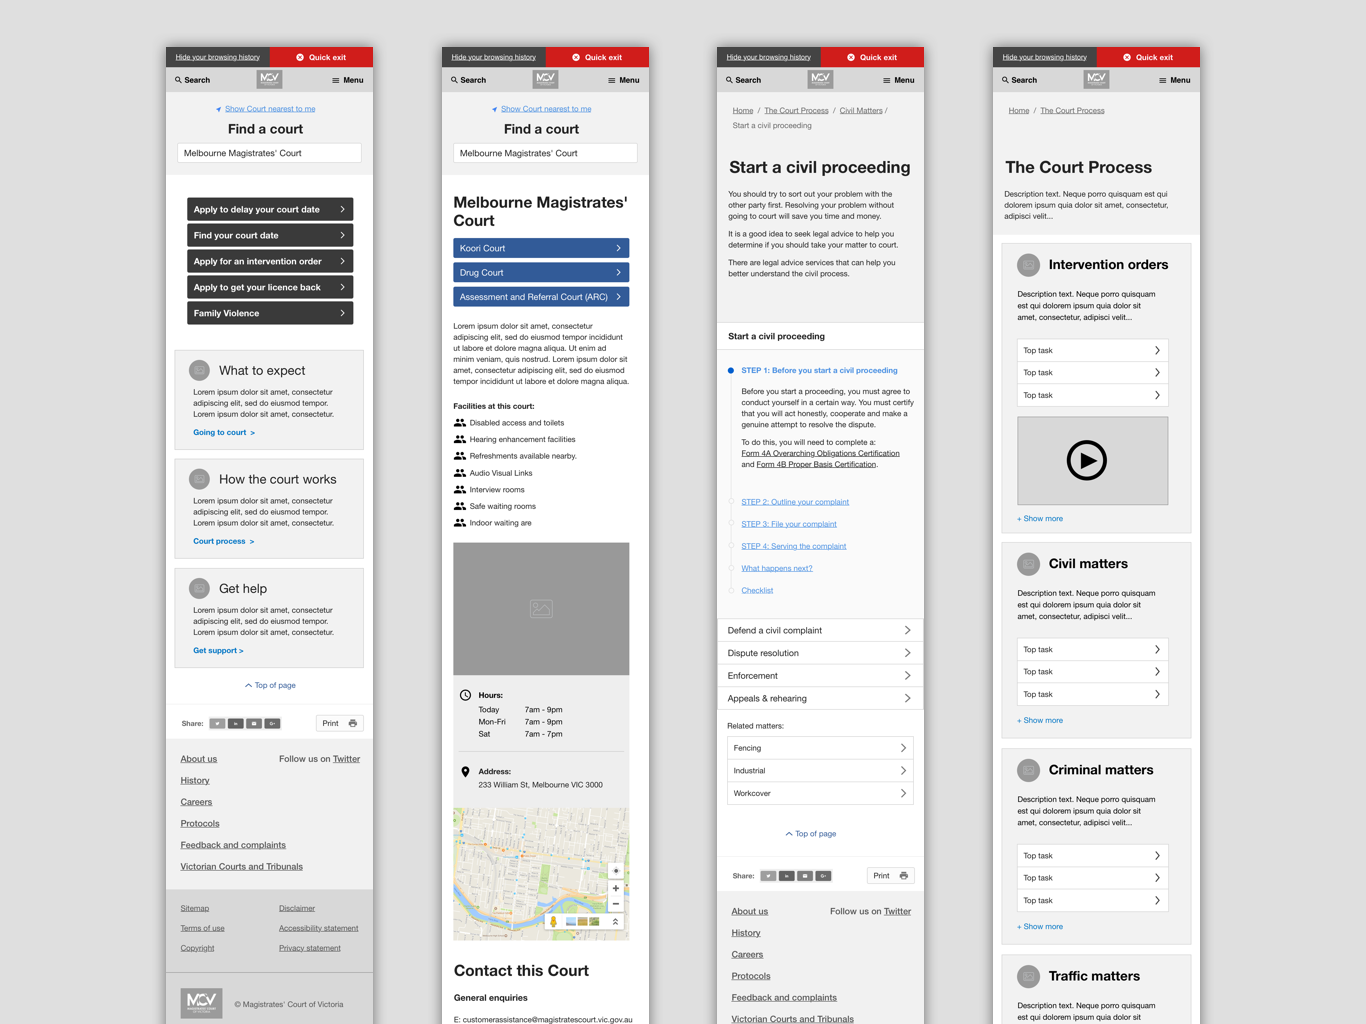 Hide your browsing history
Quick exit
Search
MCV
Menu
Show Court nearest to me
Find a court
Melbourne Magistrates' Court
Apply to delay your court date
Find your court date
Apply for an intervention order
Apply to get your licence back
Family Violence
What to expect
Lorem ipsum dolor sit amet, consectetur
adipiscing elit, sed do eiusmod tempor.
Lorem ipsum dolor sit amet, consectetur.
Going to court >
How the court works
Lorem ipsum dolor sit amet, consectetur
adipiscing elit, sed do eiusmod tempor.
Lorem ipsum dolor sit amet, consectetur.
Court process >
Get help
Lorem ipsum dolor sit amet, consectetur
adipiscing elit, sed do eiusmod tempor.
Lorem ipsum dolor sit amet, consectetur.
Get support >
Top of page
Share:
Print
About us
Follow us on Twitter
History
Careers
Protocols
Feedback and complaints
Victorian Courts and Tribunals
Sitemap
Disclaimer
Terms of use
Accessibility statement
Copyright
Privacy statement
MCV
© Magistrates' Court of Victoria
Hide your browsing history
Quick exit
Search
MCV
Menu
Show Court nearest to me
Find a court
Melbourne Magistrates' Court
Melbourne Magistrates'
Court
Koori Court
Drug Court
Assessment and Referral Court (ARC)
Lorem ipsum dolor sit amet, consectetur
adipiscing elit, sed do eiusmod tempor incididunt
ut labore et dolore magna aliqua. Ut enim ad
minim veniam, quis nostrud. Lorem ipsum dolor sit
amet, consectetur adipiscing elit, sed do eiusmod
tempor incididunt ut labore et dolore magna aliqua.
Facilities at this court:
Disabled access and toilets
Hearing enhancement facilities
Refreshments available nearby.
Audio Visual Links
Interview rooms
Safe waiting rooms
Indoor waiting are
Hours:
Today 7am - 9pm
Mon-Fri 7am - 9pm
Sat 7am - 7pm
Address:
233 William St, Melbourne VIC 3000
Contact this Court
General enquiries
E: customerassistance@magistratescourt.vic.gov.au
Hide your browsing history
Quick exit
Search
MCV
Menu
Home / The Court Process / Civil Matters /
Start a civil proceeding
Start a civil proceeding
You should try to sort out your problem with the
other party first. Resolving your problem without
going to court will save you time and money.
It is a good idea to seek legal advice to help you
determine if you should take your matter to court.
There are legal advice services that can help you
better understand the civil process.
Start a civil proceeding
STEP 1: Before you start a civil proceeding
Before you start a proceeding, you must agree to
conduct yourself in a certain way. You must certify
that you will act honestly, cooperate and make a
genuine attempt to resolve the dispute.
To do this, you will need to complete a:
Form 4A Overarching Obligations Certification
and Form 4B Proper Basis Certification.
STEP 2: Outline your complaint
STEP 3: File your complaint
STEP 4: Serving the complaint
What happens next?
Checklist
Defend a civil complaint
Dispute resolution
Enforcement
Appeals & rehearing
Related matters:
Fencing
Industrial
Workcover
Top of page
Share:
Print
About us
Follow us on Twitter
History
Careers
Protocols
Feedback and complaints
Victorian Courts and Tribunals
Hide your browsing history
Quick exit
Search
MCV
Menu
Home / The Court Process
The Court Process
Description text. Neque porro quisquam est qui
dolorem ipsum quia dolor sit amet, consectetur,
adipisci velit...
Intervention orders
Description text. Neque porro quisquam
est qui dolorem ipsum quia dolor sit
amet, consectetur, adipisci velit...
Top task
Top task
Top task
+ Show more
Civil matters
Description text. Neque porro quisquam
est qui dolorem ipsum quia dolor sit
amet, consectetur, adipisci velit...
Top task
Top task
Top task
+ Show more
Criminal matters
Description text. Neque porro quisquam
est qui dolorem ipsum quia dolor sit
amet, consectetur, adipisci velit...
Top task
Top task
Top task
+ Show more
Traffic matters
Description text. Neque porro quisquam
est qui dolorem ipsum quia dolor sit